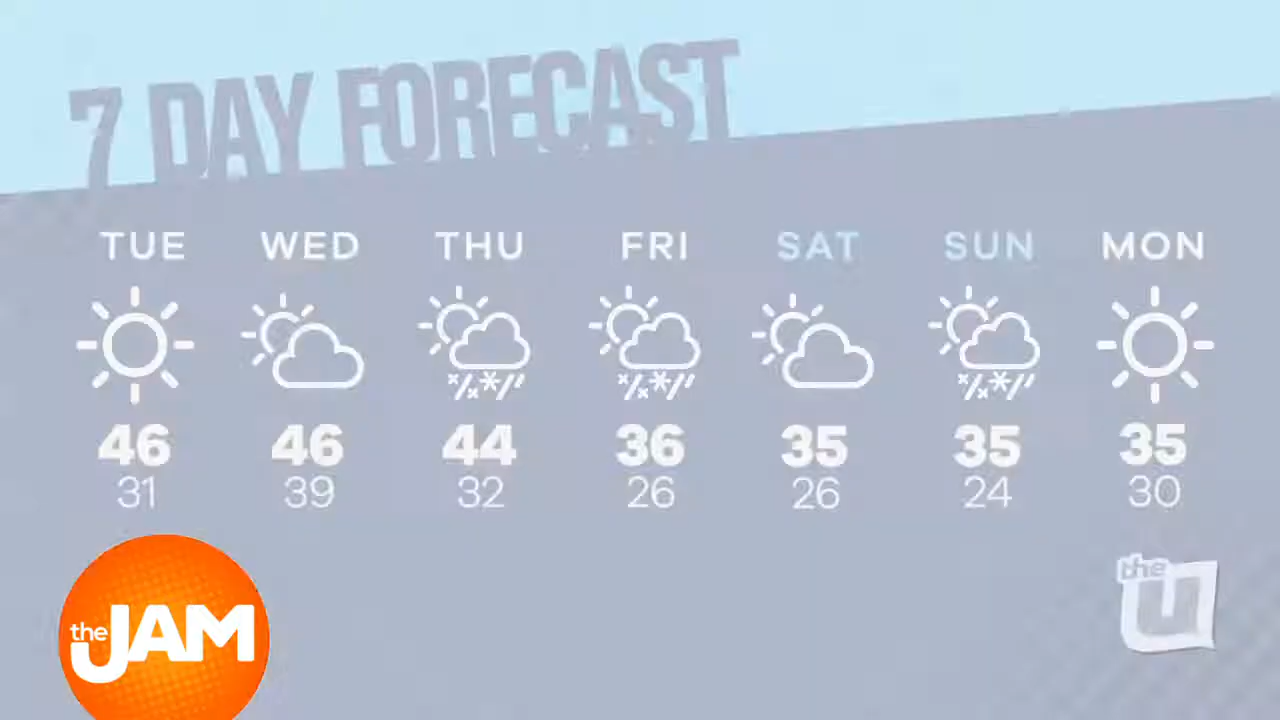 7 DAY FORECAST
TUE WED THU FRI SAT SUN MON
46 46 44 36 35 35 35
31 39 32 26 26 24 30
the JAM
the u